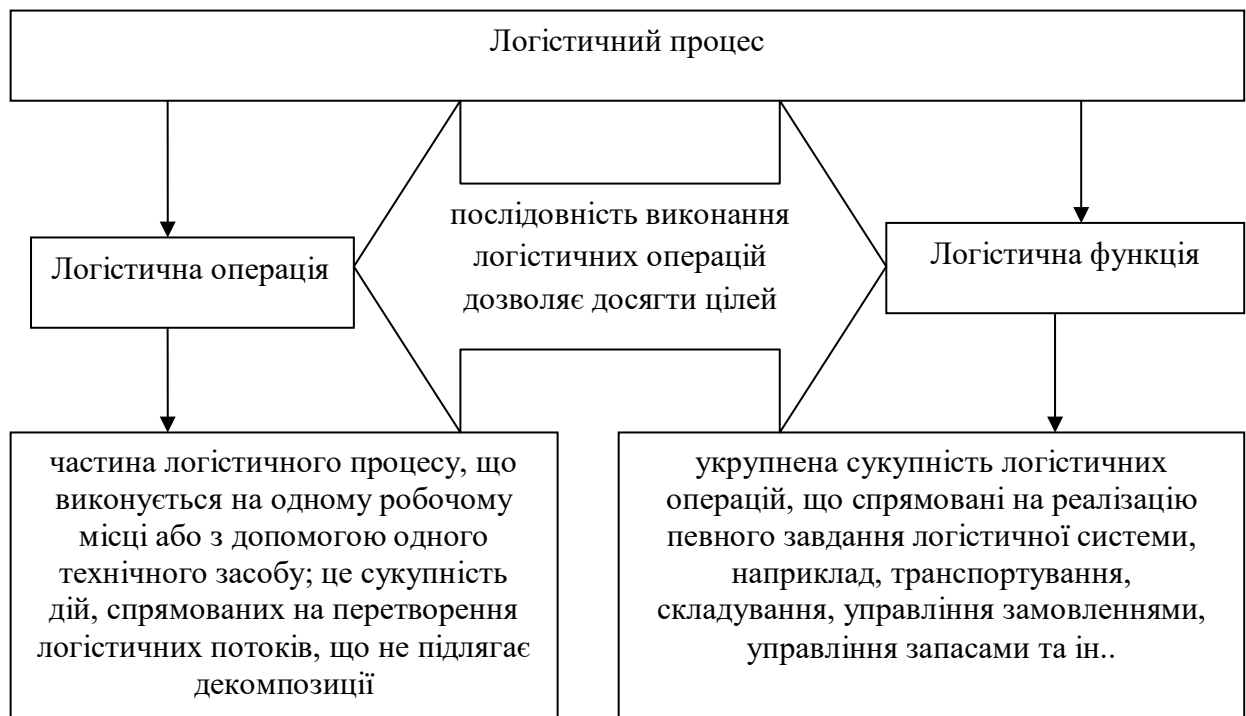 Логістичний процес
послідовність виконання
логістичних операцій
дозволяє досягти цілей
Логістична операція
Логістична функція
частина логістичного процесу, що
виконується на одному робочому
місці або з допомогою одного
технічного засобу; це сукупність
дій, спрямованих на перетворення
логістичних потоків, що не підлягає
декомпозиції
укрупнена сукупність логістичних
операцій, що спрямовані на реалізацію
певного завдання логістичної системи,
наприклад, транспортування,
складування, управління замовленнями,
управління запасами та ін..